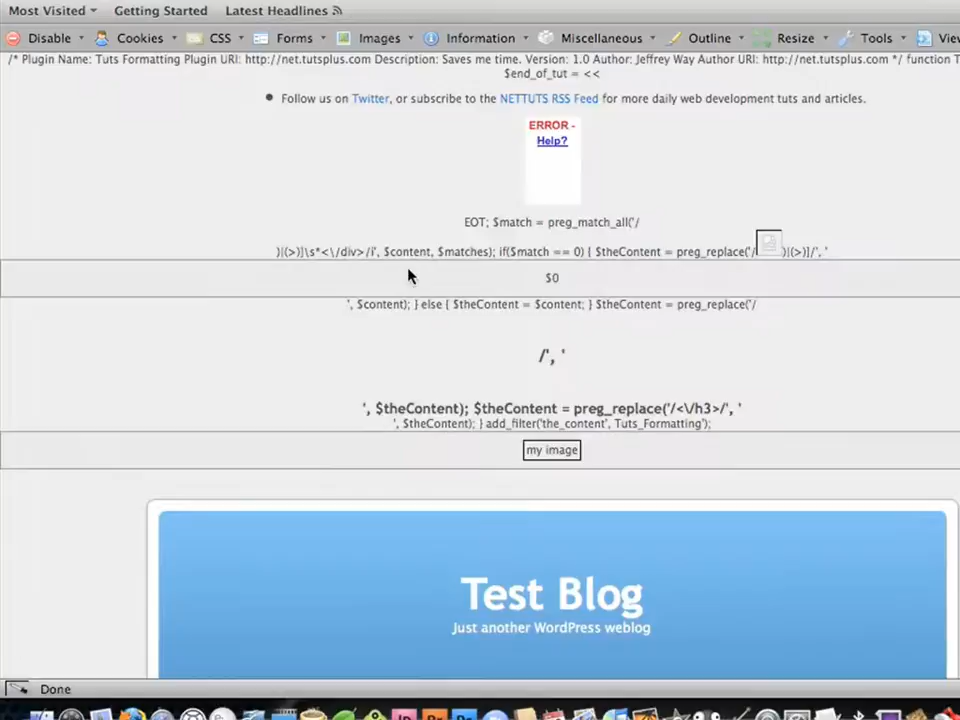 Most Visited Getting Started Latest Headlines
Disable Cookies CSS Forms Images Information Miscellaneous Outline Resize Tools View
/* Plugin Name: Tuts Formatting Plugin URL: http://net.tutsplus.com Description: Saves me time. Version: 1.0 Author: Jeffrey Way Author URI: http://net.tutsplus.com */ function T
$end_of_tut = <<
Follow us on Twitter, or subscribe to the NETTUTS RSS Feed for more daily web development tuts and articles.
ERROR -
Help?
EOT; $match = preg_match_all('/
)|(>)]\s*<\/div>/i', $content, $matches); if($match == 0) { $theContent = preg_replace('/ )|(>)]/', '
$0
', $content); } else { $theContent = $content; } $theContent = preg_replace('/
/', '
', $theContent); $theContent = preg_replace('/<\/h3>/', '
', $theContent); } add_filter('the_content', Tuts_Formatting');
my image
Test Blog
Just another WordPress weblog
Done